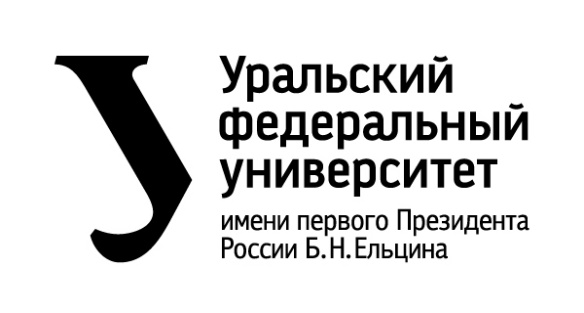 Уральский
федеральный
университет
имени первого Президента
России Б.Н.Ельцина